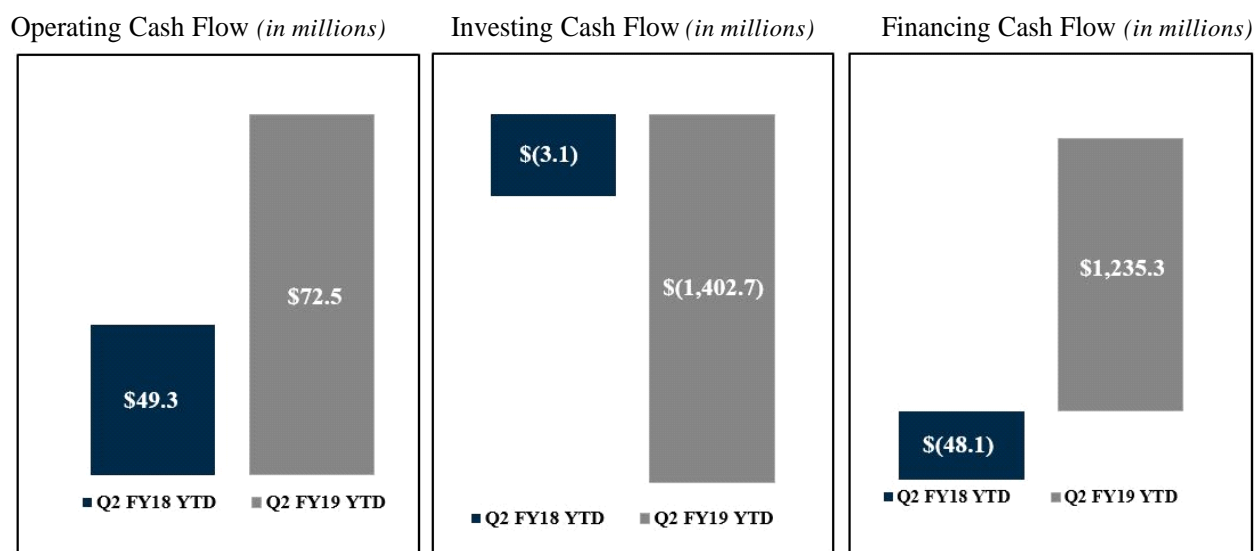 Operating Cash Flow (in millions)
$49.3
$72.5
Q2 FY18 YTD
Q2 FY19 YTD
Investing Cash Flow (in millions)
$(3.1)
$(1,402.7)
Q2 FY18 YTD
Q2 FY19 YTD
Financing Cash Flow (in millions)
$(48.1)
$1,235.3
Q2 FY18 YTD
Q2 FY19 YTD